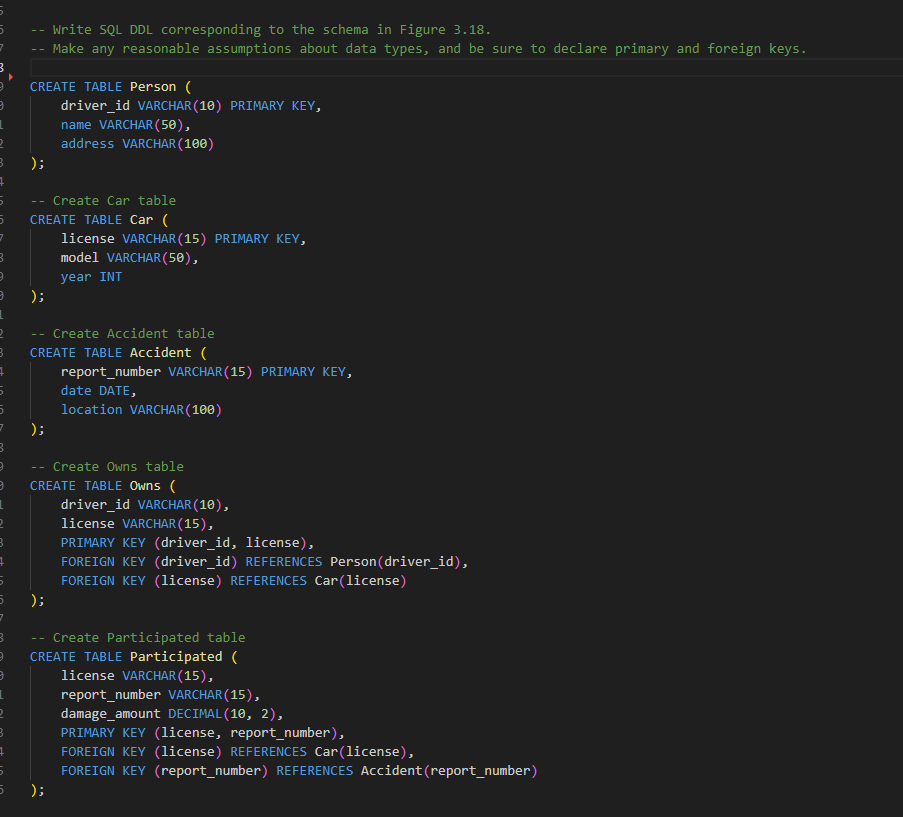 -- Write SQL DDL corresponding to the schema in Figure 3.18.
-- Make any reasonable assumptions about data types, and be sure to declare primary and foreign keys.
CREATE TABLE Person (
driver_id VARCHAR(10) PRIMARY KEY,
name VARCHAR(50),
address VARCHAR(100)
);
-- Create Car table
CREATE TABLE Car (
license VARCHAR(15) PRIMARY KEY,
model VARCHAR(50),
year INT
);
-- Create Accident table
CREATE TABLE Accident (
report_number VARCHAR(15) PRIMARY KEY,
date DATE,
location VARCHAR(100)
);
-- Create Owns table
CREATE TABLE Owns (
driver_id VARCHAR(10),
license VARCHAR(15),
PRIMARY KEY (driver_id, license),
FOREIGN KEY (driver_id) REFERENCES Person(driver_id),
FOREIGN KEY (license) REFERENCES Car(license)
);
-- Create Participated table
CREATE TABLE Participated (
license VARCHAR(15),
report_number VARCHAR(15),
damage_amount DECIMAL(10, 2),
PRIMARY KEY (license, report_number),
FOREIGN KEY (license) REFERENCES Car(license),
FOREIGN KEY (report_number) REFERENCES Accident(report_number)
);